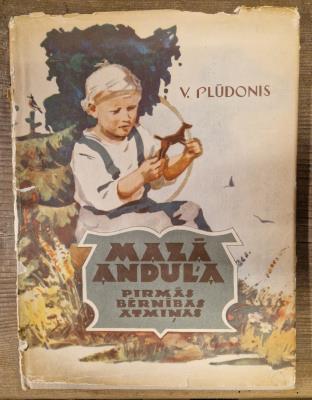 V. PLŪDONIS
MAZĀ
ANDUĻA
PIRMĀS
BĒRNĪBAS
ATMIŅAS